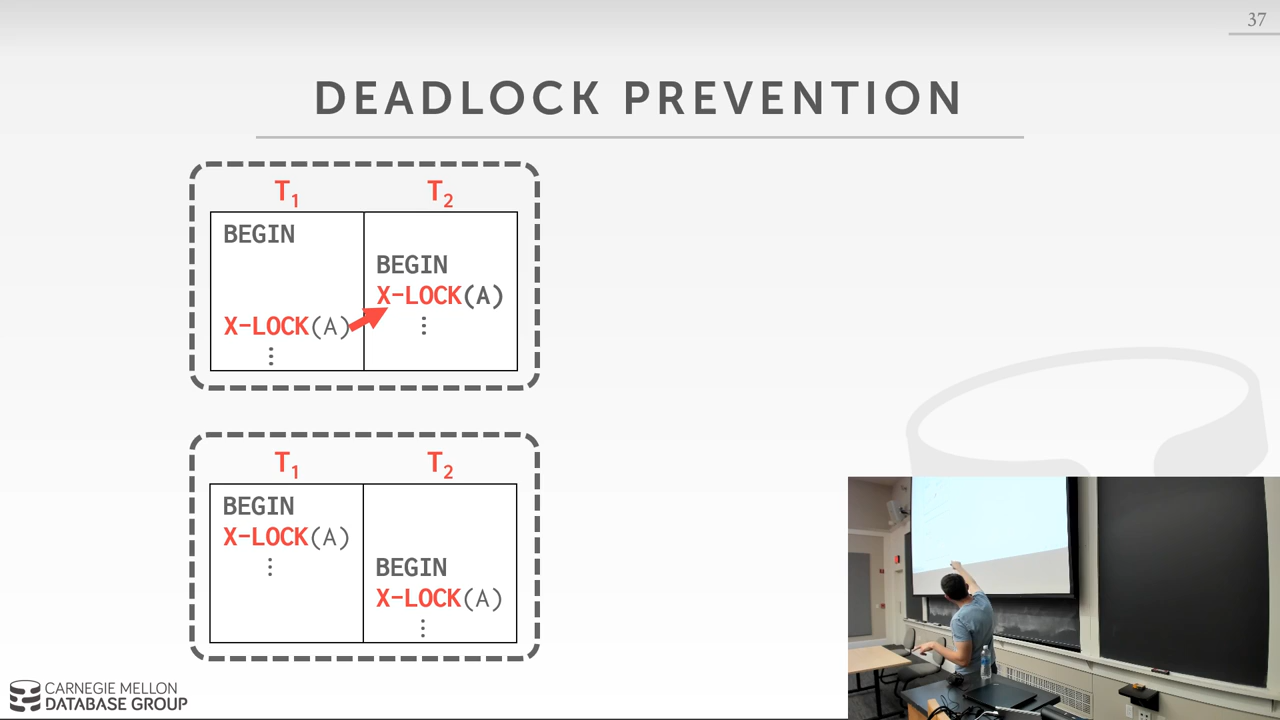 37
DEADLOCK PREVENTION
T1 T2
BEGIN
BEGIN
X-LOCK(A)
X-LOCK(A)
⋮
⋮
T1 T2
BEGIN
X-LOCK(A)
⋮
BEGIN
X-LOCK(A)
⋮
CARNEGIE MELLON
DATABASE GROUP